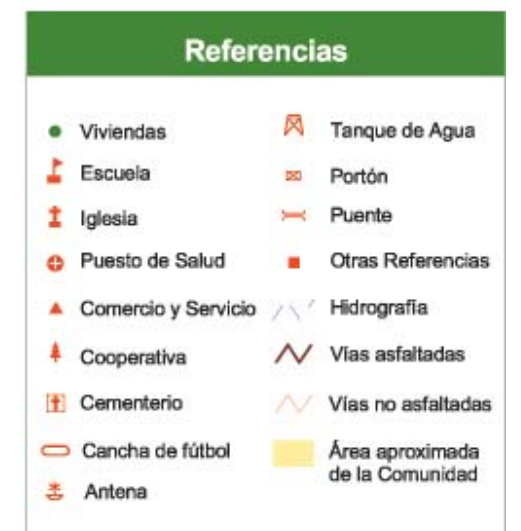 Referencias
Viviendas
Escuela
Iglesia
Puesto de Salud
Comercio y Servicio
Cooperativa
Cementerio
Cancha de fútbol
Antena
Tanque de Agua
Portón
Puente
Otras Referencias
Hidrografía
Vías asfaltadas
Vías no asfaltadas
Área aproximada
de la Comunidad